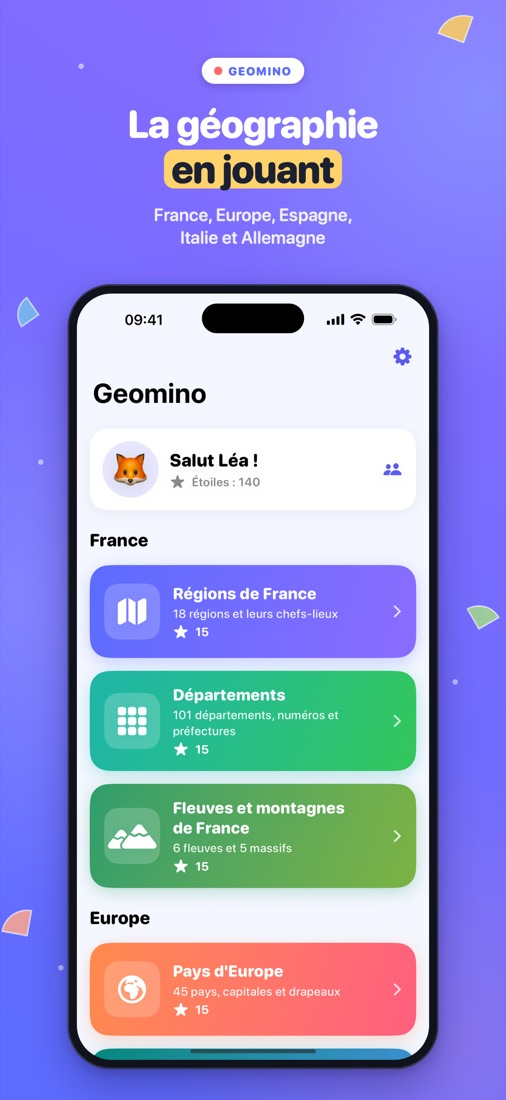 GEOMINO
La géographie
en jouant
France, Europe, Espagne,
Italie et Allemagne
09:41
Geomino
Salut Léa !
Étoiles : 140
France
Régions de France
18 régions et leurs chefs-lieux
15
Départements
101 départements, numéros et
préfectures
15
Fleuves et montagnes
de France
6 fleuves et 5 massifs
15
Europe
Pays d'Europe
45 pays, capitales et drapeaux
15